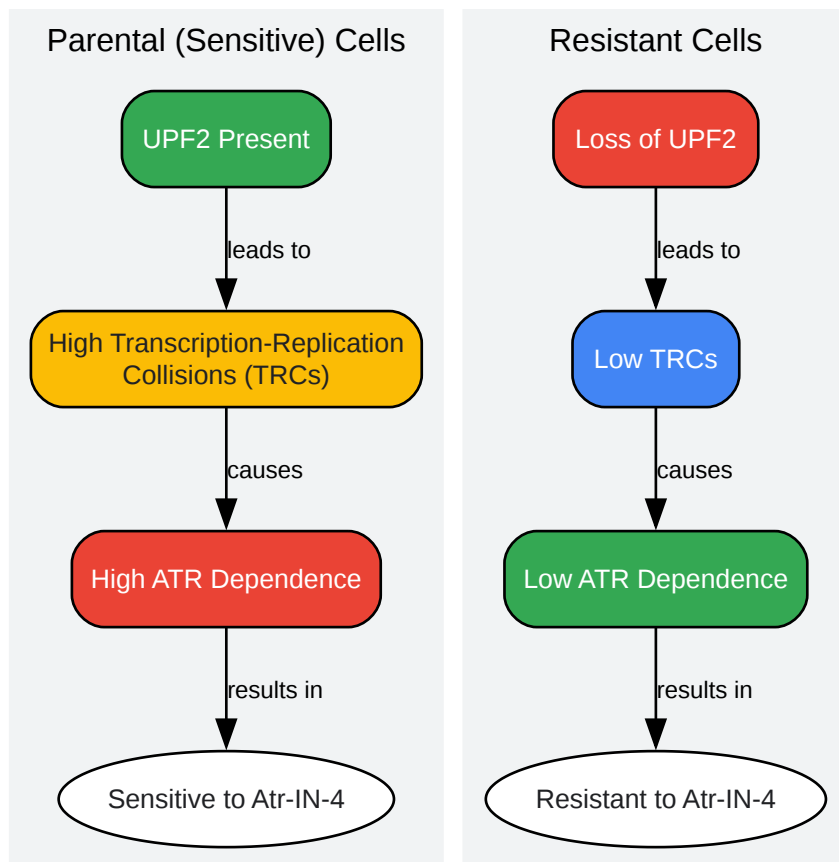 Parental (Sensitive) Cells
UPF2 Present
leads to
High Transcription-Replication
Collisions (TRCs)
causes
High ATR Dependence
results in
Sensitive to Atr-IN-4
Resistant Cells
Loss of UPF2
leads to
Low TRCs
causes
Low ATR Dependence
results in
Resistant to Atr-IN-4